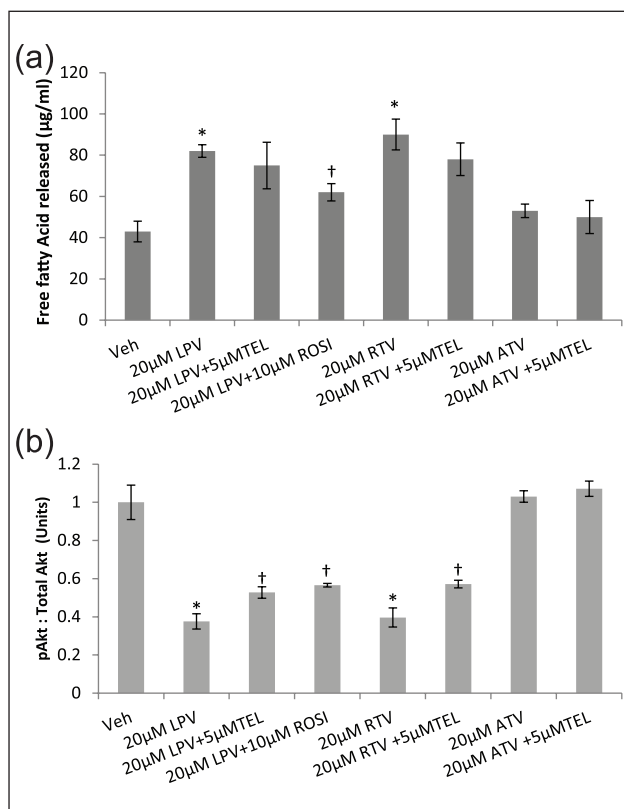 (a)
Free fatty Acid released (µg/ml)
120
100
80
60
40
20
0
*
†
*
Veh
20µM LPV
20µM LPV+5µMTEL
20µM LPV+10µM ROSI
20µM RTV
20µM RTV +5µMTEL
20µM ATV
20µM ATV +5µMTEL
(b)
pAkt : Total Akt (Units)
1.2
1
0.8
0.6
0.4
0.2
0
*
†
†
*
†
Veh
20µM LPV
20µM LPV+5µMTEL
20µM LPV+10µM ROSI
20µM RTV
20µM RTV +5µMTEL
20µM ATV
20µM ATV +5µMTEL